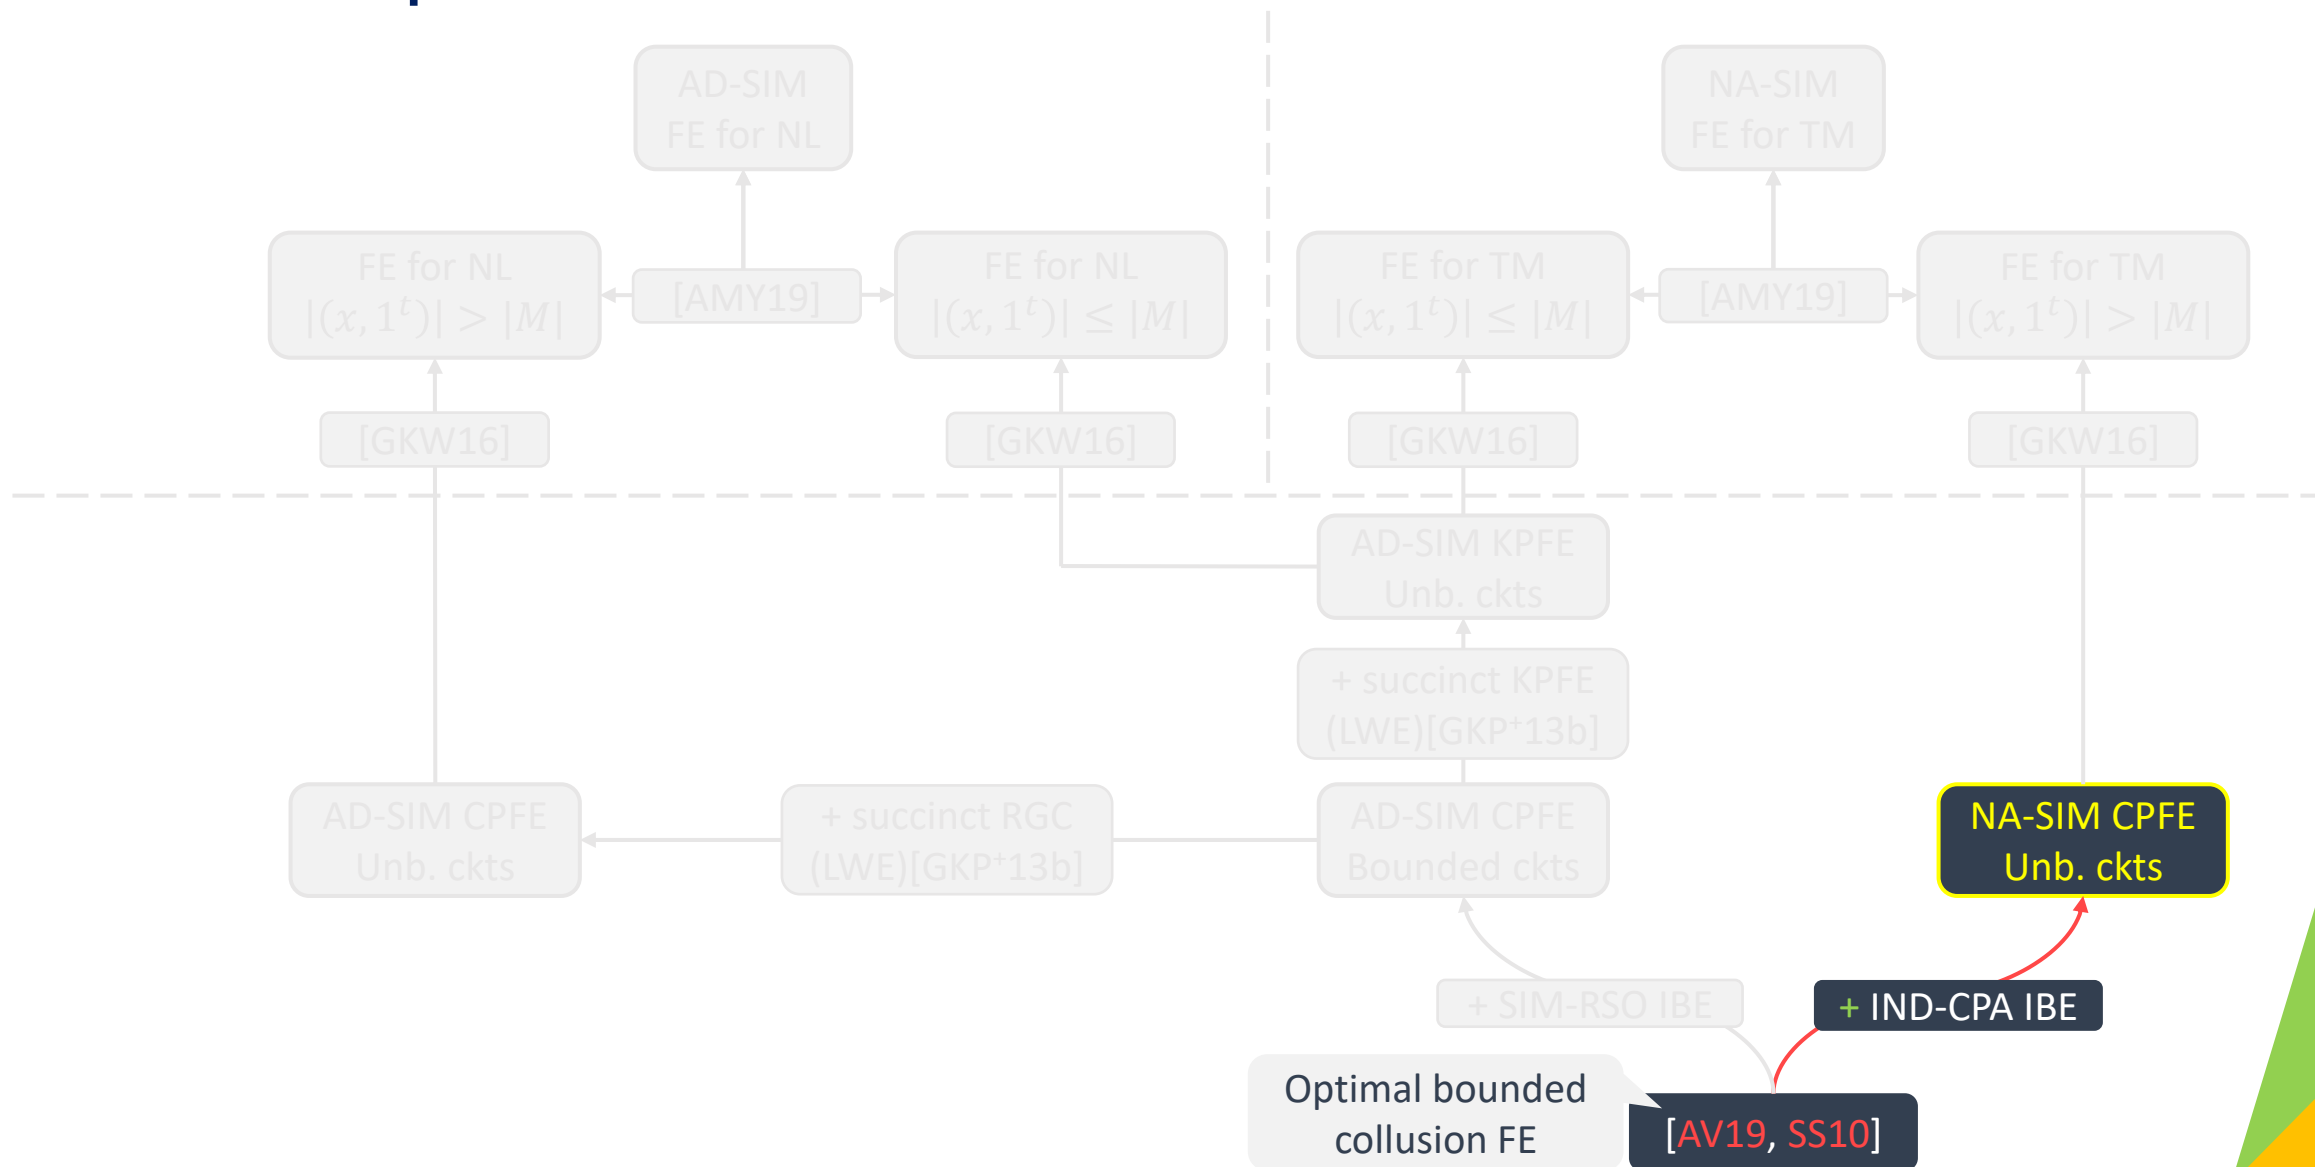 AD-SIM
FE for NL
NA-SIM
FE for TM
FE for NL
|(x, 1^t)| > |M|
[AMY19]
FE for NL
|(x, 1^t)| ≤ |M|
FE for TM
|(x, 1^t)| ≤ |M|
[AMY19]
FE for TM
|(x, 1^t)| > |M|
[GKW16]
[GKW16]
[GKW16]
[GKW16]
AD-SIM KPFE
Unb. ckts
+ succinct KPFE
(LWE)[GKP⁺13b]
AD-SIM CPFE
Unb. ckts
+ succinct RGC
(LWE)[GKP⁺13b]
AD-SIM CPFE
Bounded ckts
NA-SIM CPFE
Unb. ckts
+ SIM-RSO IBE
+ IND-CPA IBE
Optimal bounded
collusion FE
[AV19, SS10]